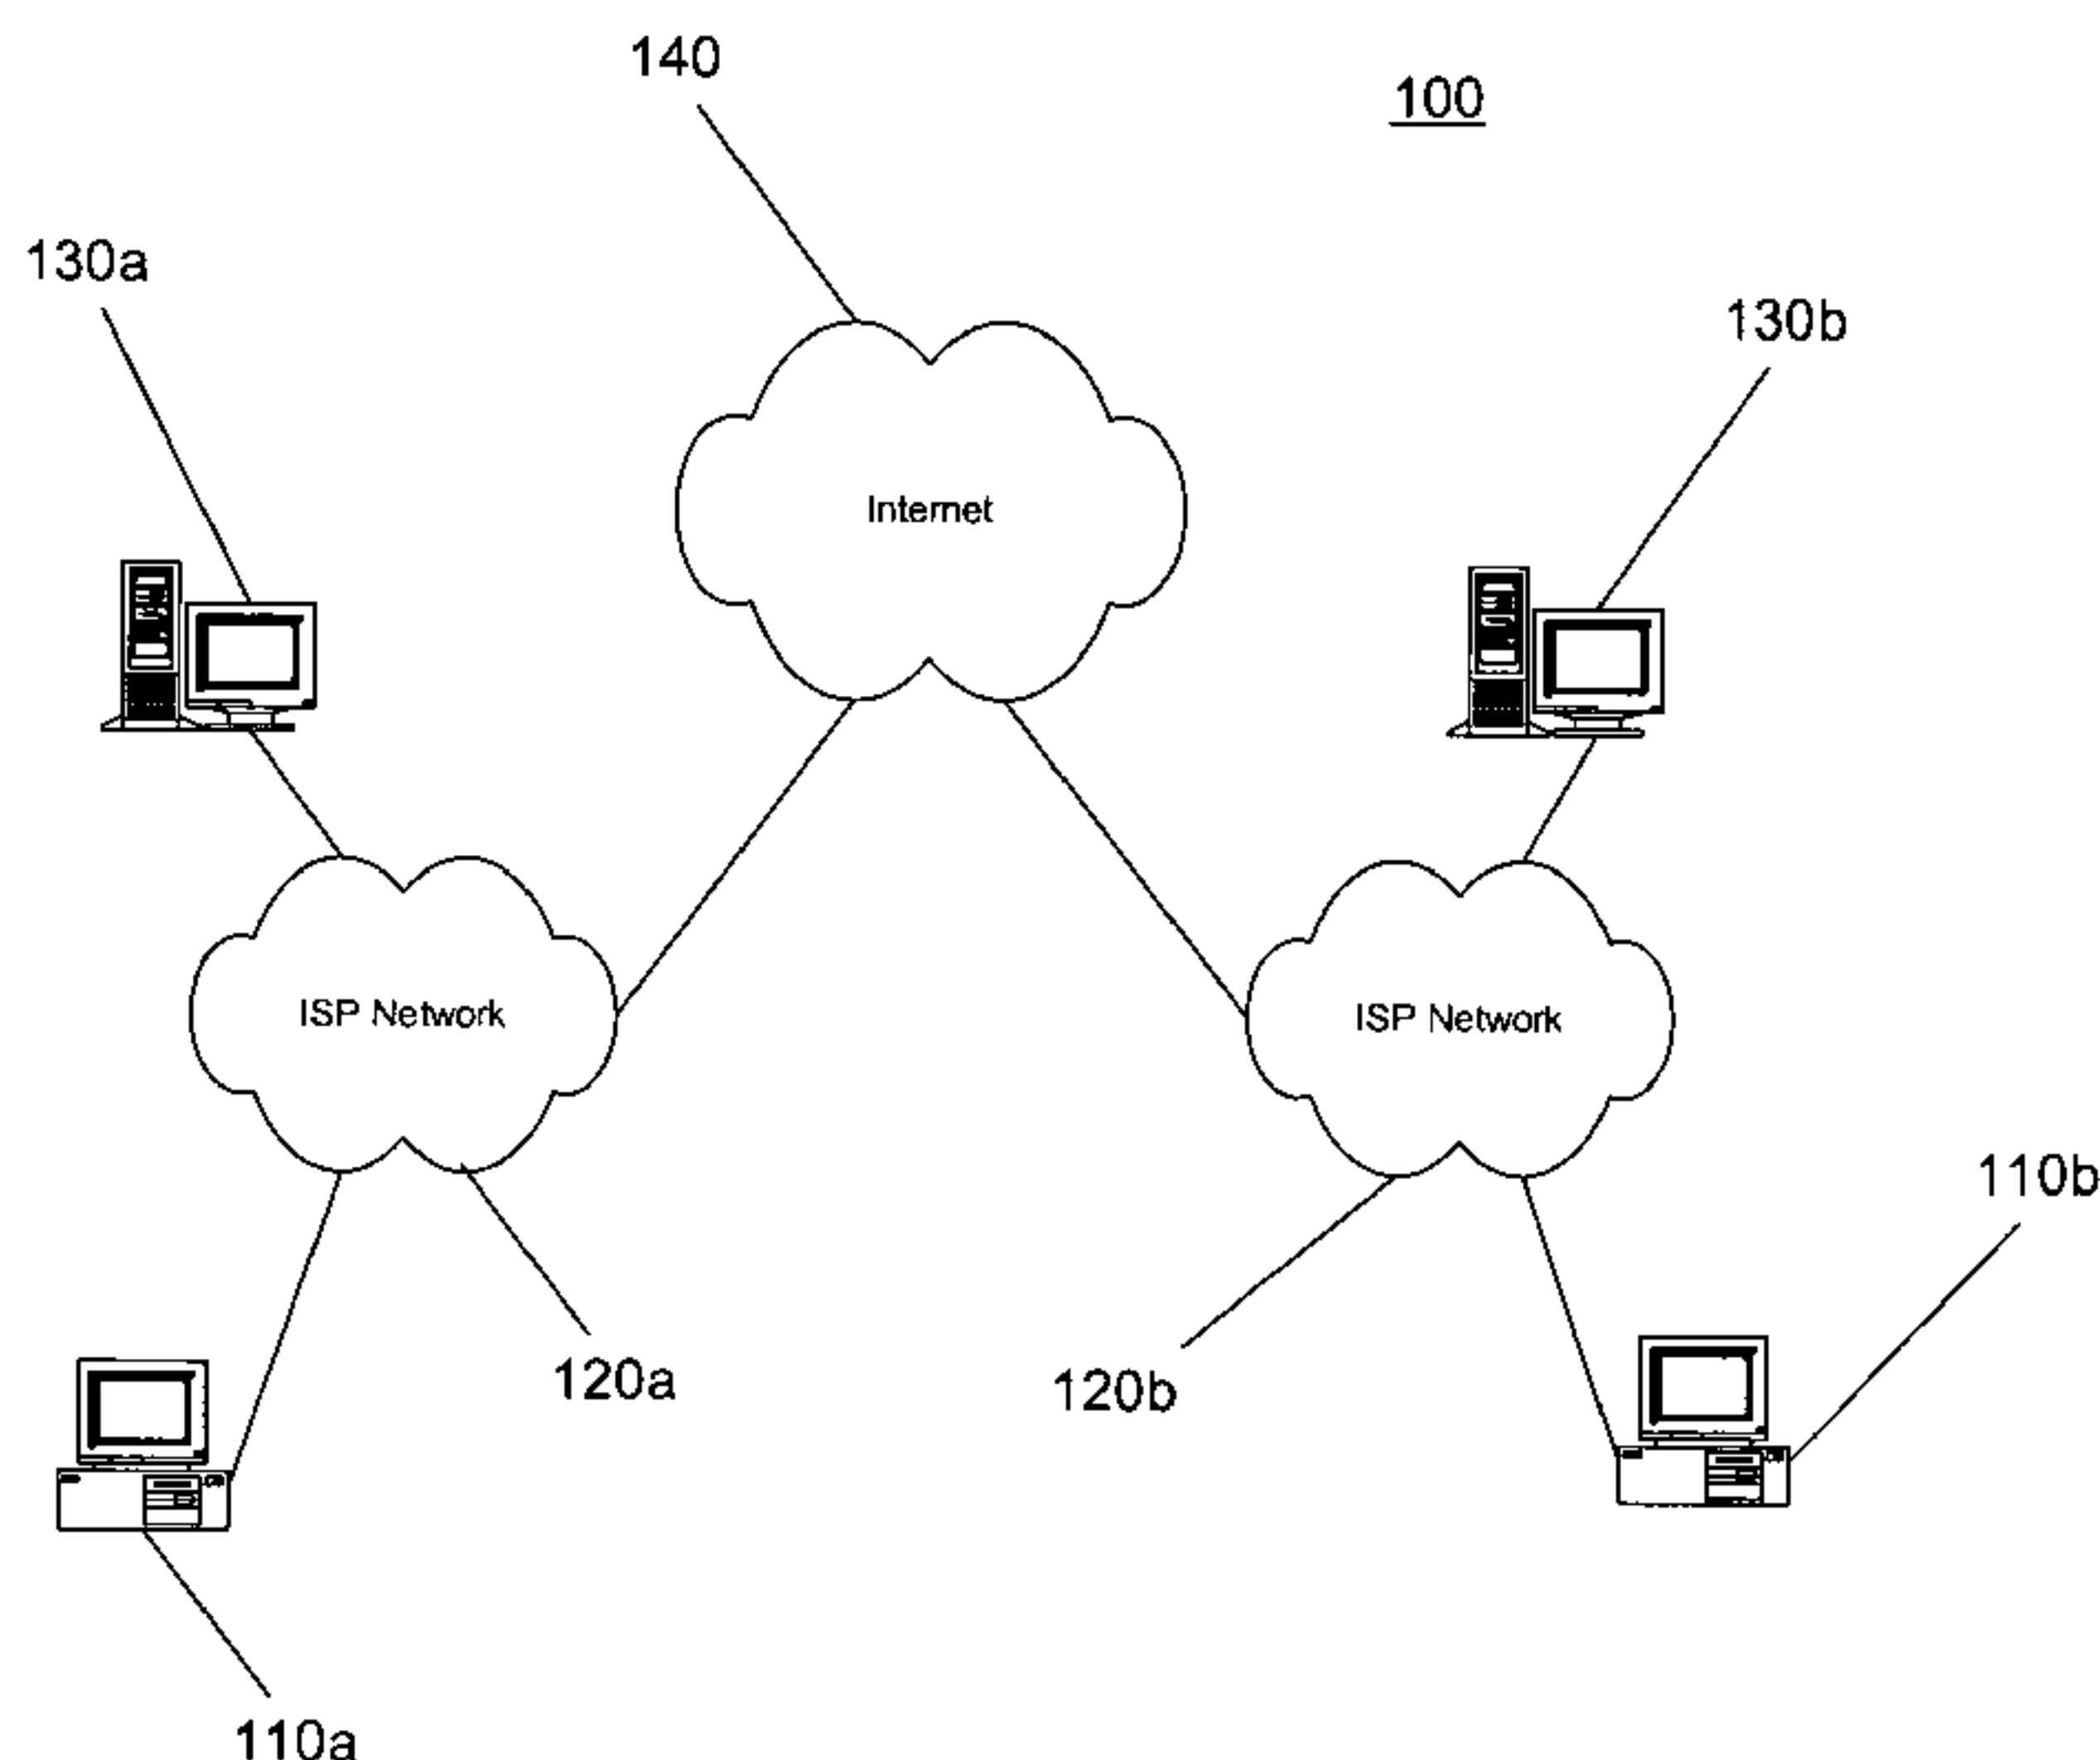 140
100
130a
130b
Internet
ISP Network
ISP Network
110b
120a
120b
110a